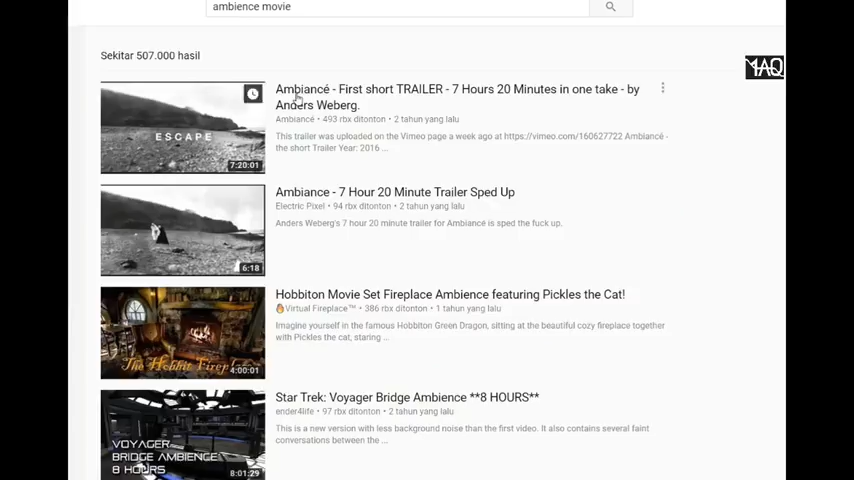 ambience movie
Sekitar 507.000 hasil
MAQ
Ambiancé - First short TRAILER - 7 Hours 20 Minutes in one take - by
Anders Weberg.
Ambiancé • 493 rbx ditonton • 2 tahun yang lalu
This trailer was uploaded on the Vimeo page a week ago at https://vimeo.com/160627722 Ambiancé -
the short Trailer Year: 2016 ...
ESCAPE
7:20:01
Ambiance - 7 Hour 20 Minute Trailer Sped Up
Electric Pixel • 94 rbx ditonton • 2 tahun yang lalu
Anders Weberg's 7 hour 20 minute trailer for Ambiancé is sped the fuck up.
6:18
Hobbiton Movie Set Fireplace Ambience featuring Pickles the Cat!
🔥Virtual Fireplace™ • 386 rbx ditonton • 1 tahun yang lalu
Imagine yourself in the famous Hobbiton Green Dragon, sitting at the beautiful cozy fireplace together
with Pickles the cat, staring ...
The Hobbit Firepl
4:00:01
Star Trek: Voyager Bridge Ambience **8 HOURS**
ender4life • 97 rbx ditonton • 2 tahun yang lalu
This is a new version with less background noise than the first video. It also contains several faint
conversations between the ...
VOYAGER
BRIDGE AMBIENCE
8 HOURS
8:01:29